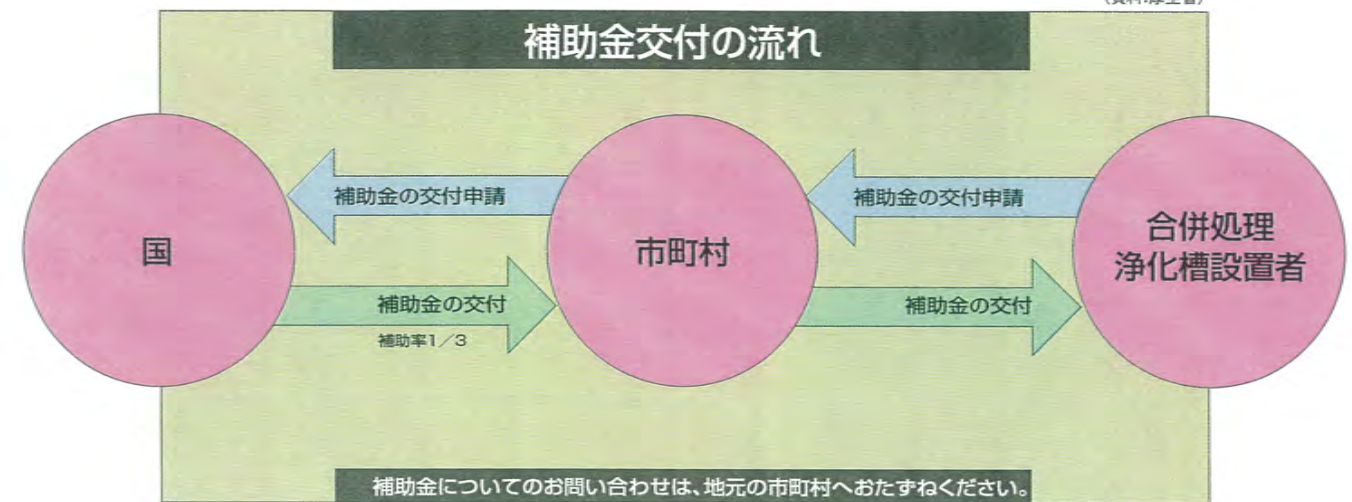 補助金交付の流れ
補助金の交付申請
補助金の交付申請
国
市町村
合併処理
浄化槽設置者
補助金の交付
補助率1/3
補助金の交付
補助金についてのお問い合わせは、地元の市町村へおたずねください。